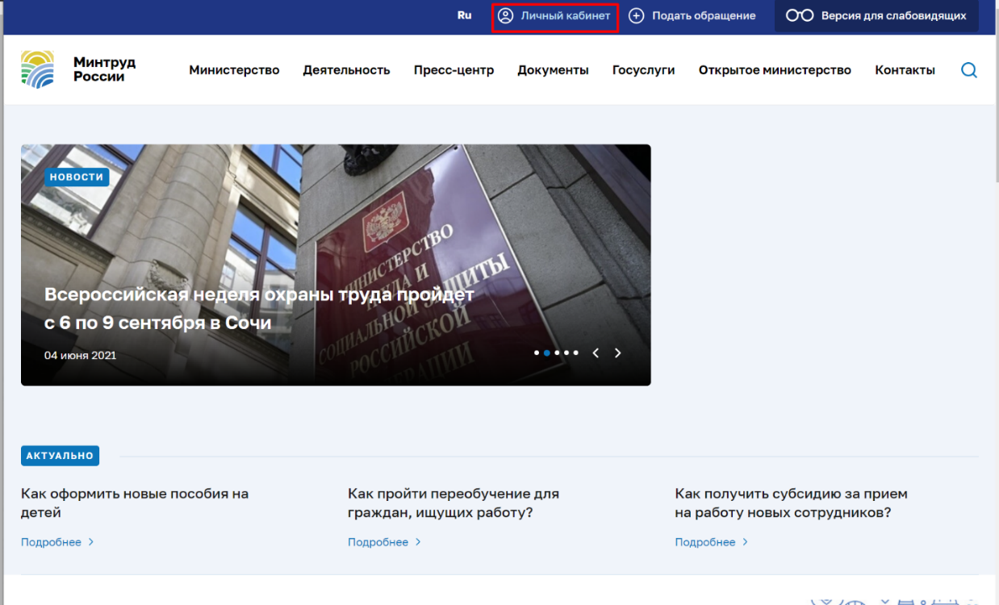 Ru Личный кабинет Подать обращение Версия для слабовидящих
Минтруд
России
Министерство Деятельность Пресс-центр Документы Госуслуги Открытое министерство Контакты
НОВОСТИ
МИНИСТЕРСТВО
ТРУДА И
СОЦИАЛЬНОЙ ЗАЩИТЫ
РОССИЙСКОЙ
ФЕДЕРАЦИИ
Всероссийская неделя охраны труда пройдет
с 6 по 9 сентября в Сочи
04 июня 2021
АКТУАЛЬНО
Как оформить новые пособия на
детей
Подробнее
Как пройти переобучение для
граждан, ищущих работу?
Подробнее
Как получить субсидию за прием
на работу новых сотрудников?
Подробнее